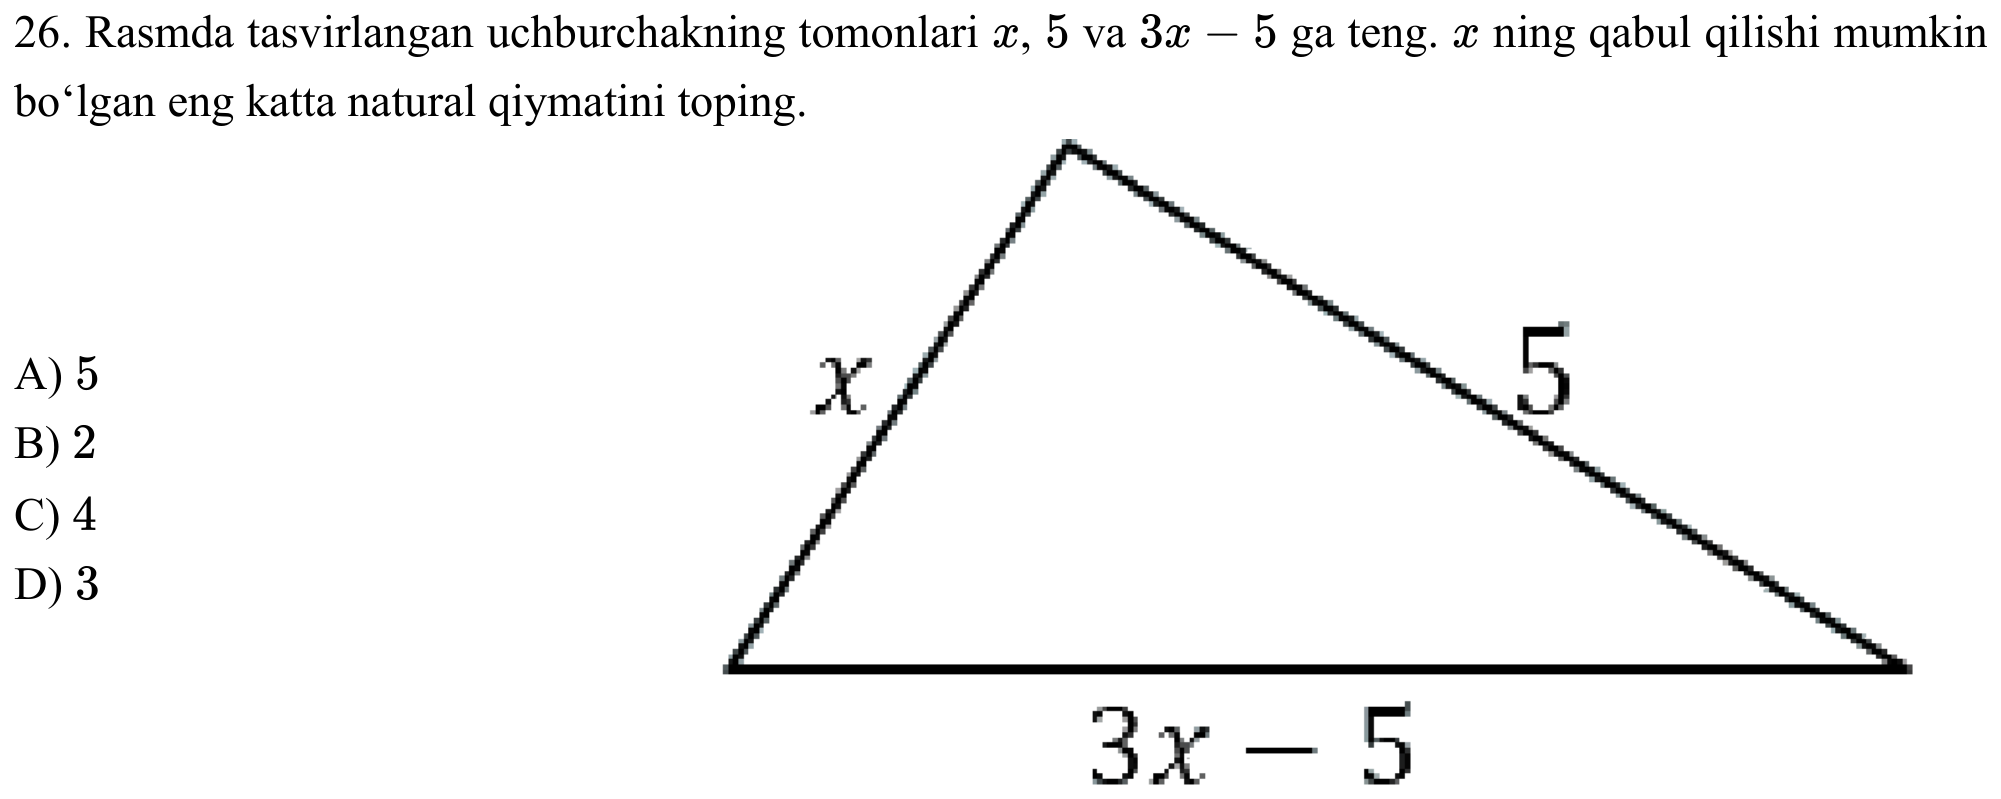 26. Rasmda tasvirlangan uchburchakning tomonlari x, 5 va 3x − 5 ga teng. x ning qabul qilishi mumkin
bo‘lgan eng katta natural qiymatini toping.
A) 5
B) 2
C) 4
D) 3
x
5
3x − 5